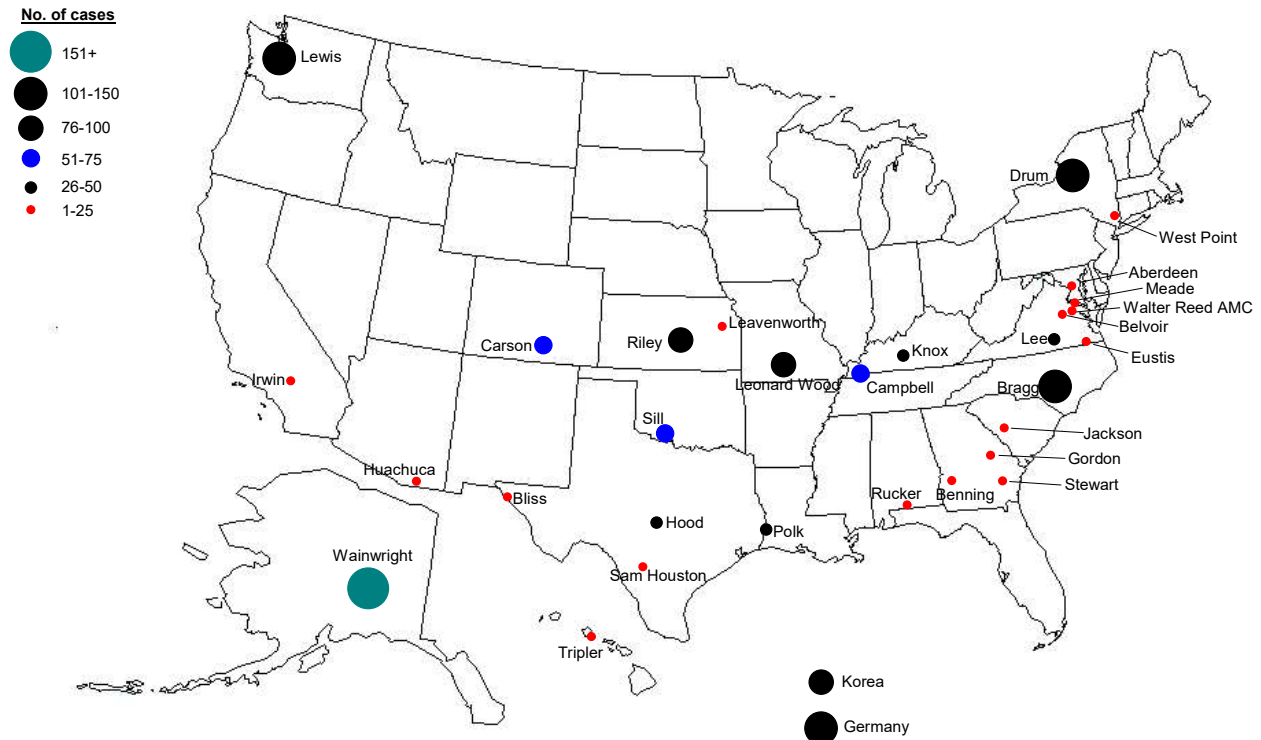 No. of cases
151+
101-150
76-100
51-75
26-50
1-25
Lewis
Drum
West Point
Aberdeen
Meade
Walter Reed AMC
Belvoir
Leavenworth
Riley
Carson
Lee
Knox
Eustis
Irwin
Leonard Wood
Campbell
Bragg
Sill
Jackson
Gordon
Huachuca
Stewart
Rucker
Benning
Bliss
Hood
Polk
Wainwright
Sam Houston
Tripler
Korea
Germany